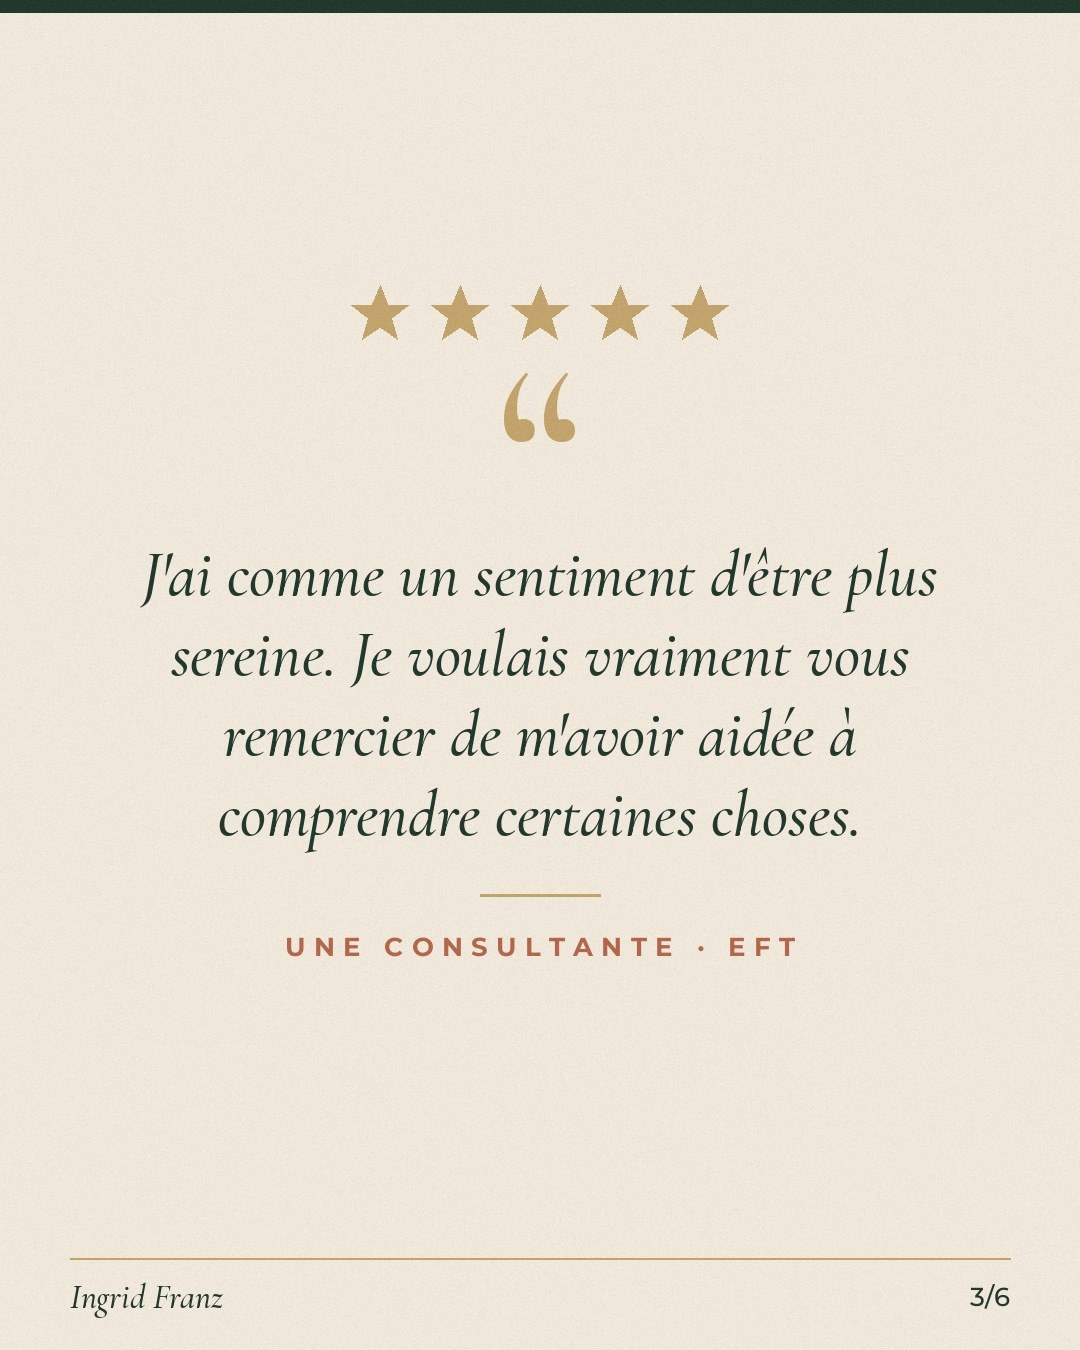 “
J'ai comme un sentiment d'être plus
sereine. Je voulais vraiment vous
remercier de m'avoir aidée à
comprendre certaines choses.
UNE CONSULTANTE · EFT
Ingrid Franz
3/6